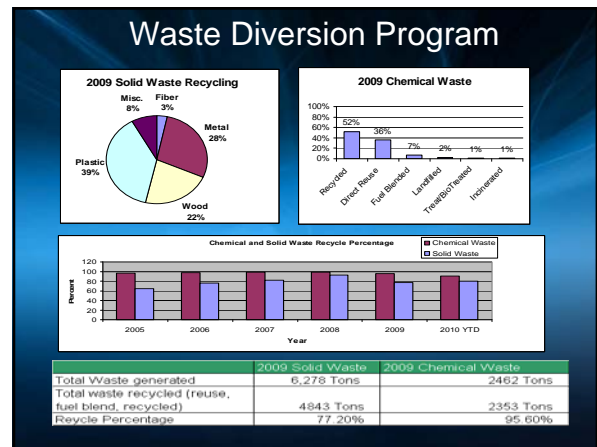 Waste Diversion Program
2009 Solid Waste Recycling
Misc.
8%
Fiber
3%
Metal
28%
Plastic
39%
Wood
22%
2009 Chemical Waste
100%
80%
60%
40%
20%
0%
52%
36%
7%
2%
1%
1%
Recycled
Direct Reuse
Fuel Blended
Landfilled
Treat/BioTreated
Incinerated
Chemical and Solid Waste Recycle Percentage
Chemical Waste
Solid Waste
Percent
120
100
80
60
40
20
0
2005 2006 2007 2008 2009 2010 YTD
Year
2009 Solid Waste 2009 Chemical Waste
Total Waste generated 6,278 Tons 2462 Tons
Total waste recycled (reuse,
fuel blend, recycled) 4843 Tons 2353 Tons
Reycle Percentage 77.20% 95.60%